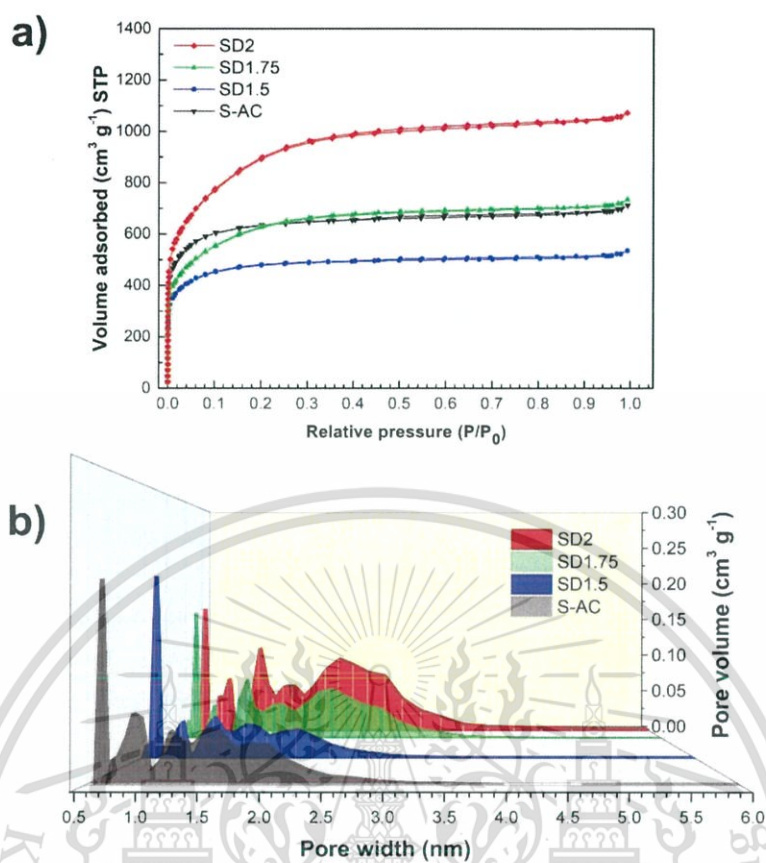 a)
1400
1200
1000
800
600
400
200
0
Volume adsorbed (cm³ g⁻¹) STP
SD2
SD1.75
SD1.5
S-AC
0.0 0.1 0.2 0.3 0.4 0.5 0.6 0.7 0.8 0.9 1.0
Relative pressure (P/P₀)
b)
SD2
SD1.75
SD1.5
S-AC
0.30
0.25
0.20
0.15
0.10
0.05
0.00
Pore volume (cm³ g⁻¹)
0.5 1.0 1.5 2.0 2.5 3.0 3.5 4.0 4.5 5.0 6.0
Pore width (nm)